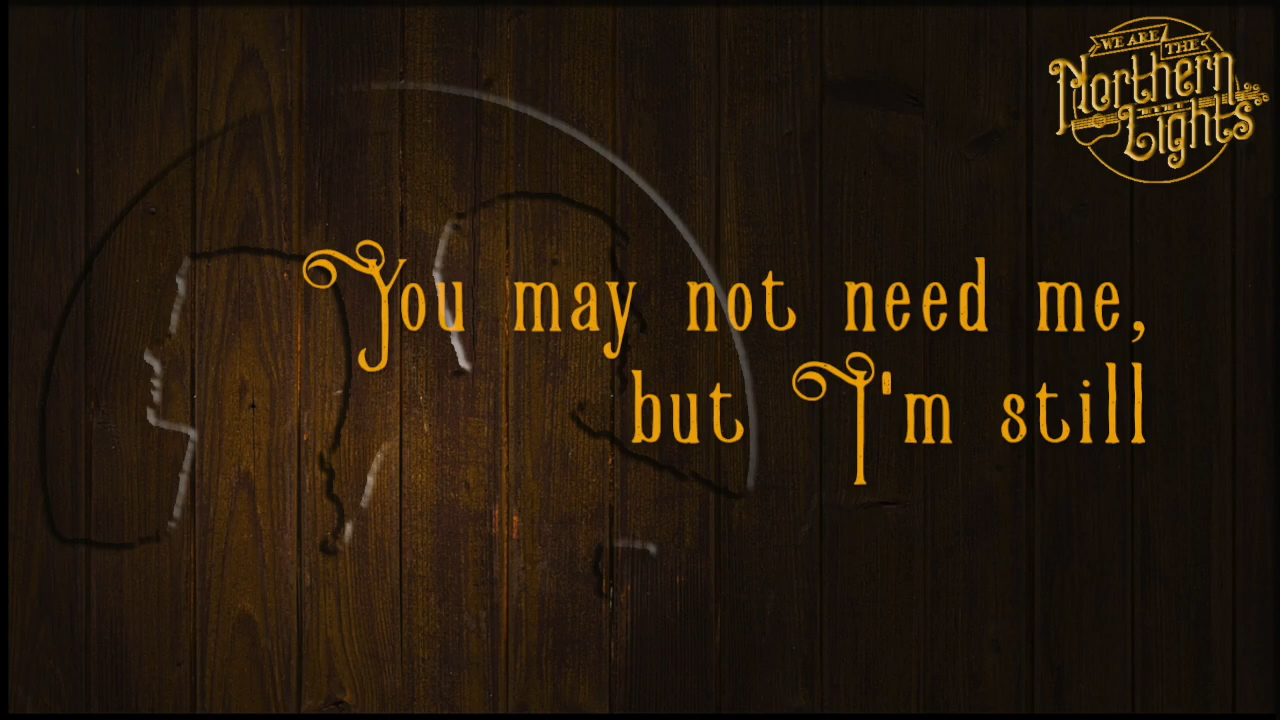 WE ARE THE
Northern
Lights
You may not need me,
but I'm still